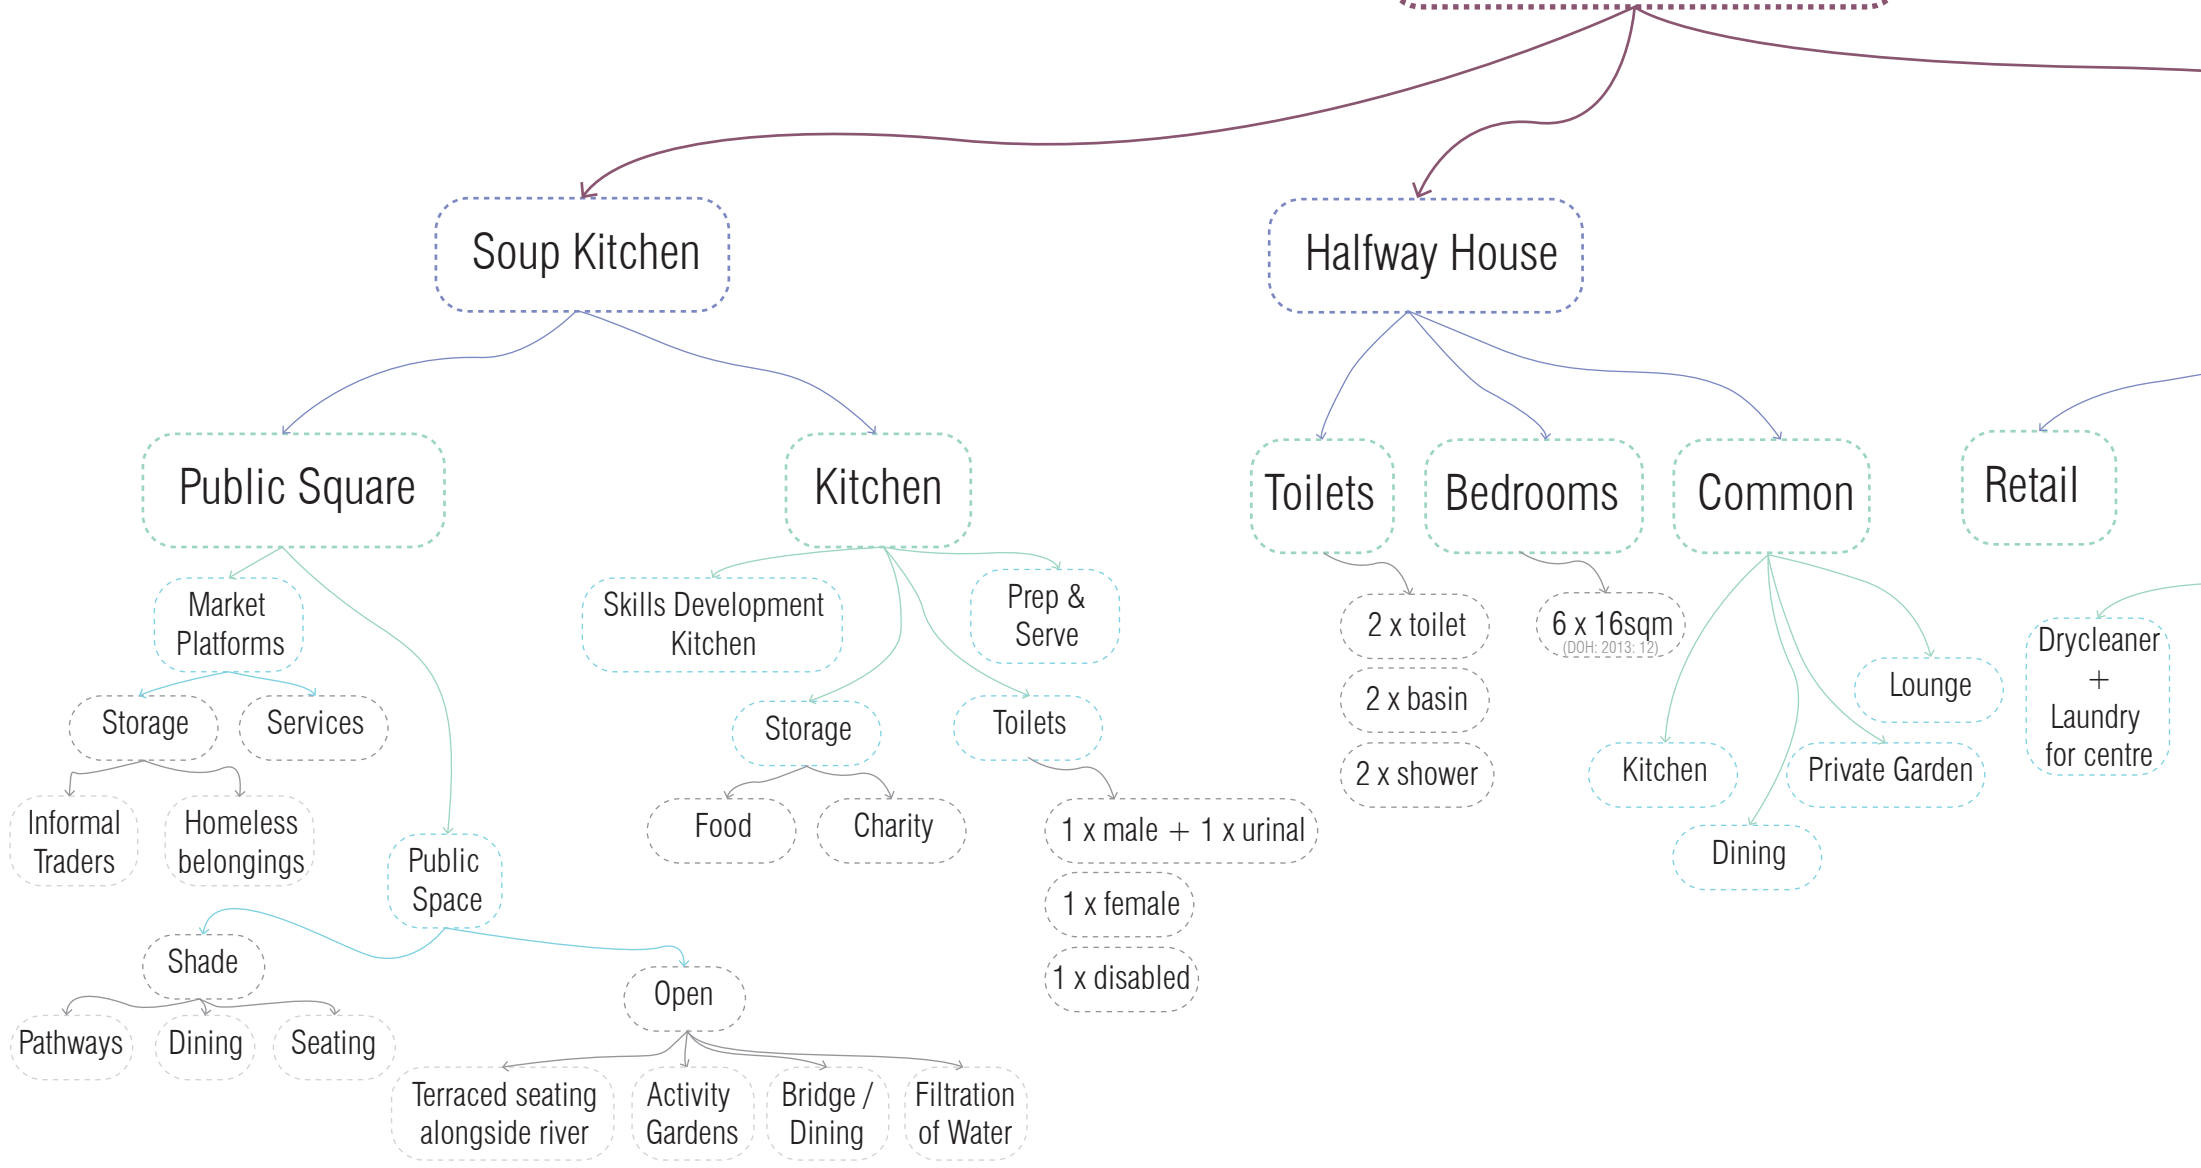 Soup Kitchen
Halfway House
Public Square
Kitchen
Toilets
Bedrooms
Common
Retail
Market
Platforms
Skills Development
Kitchen
Prep &
Serve
2 x toilet
6 x 16sqm
(DOH: 2013: 12)
Drycleaner
+
Laundry
for centre
Storage
Services
Storage
Toilets
2 x basin
Lounge
2 x shower
Kitchen
Private Garden
Informal
Traders
Homeless
belongings
Public
Space
Food
Charity
1 x male + 1 x urinal
Dining
1 x female
Shade
Open
1 x disabled
Pathways
Dining
Seating
Terraced seating
alongside river
Activity
Gardens
Bridge /
Dining
Filtration
of Water